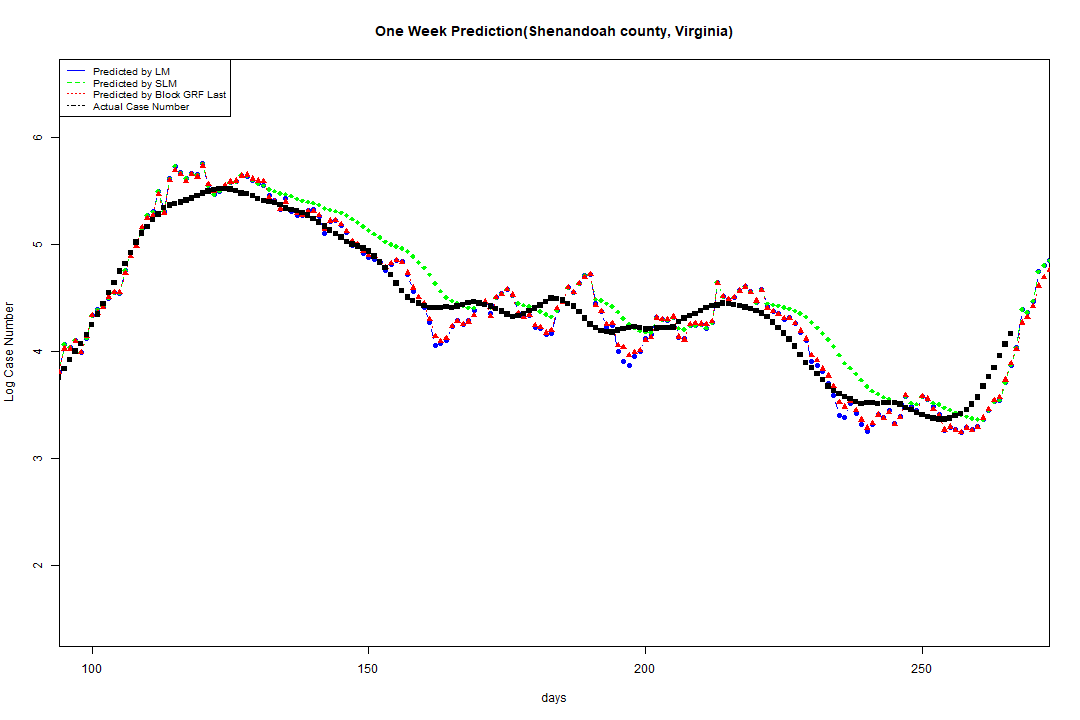 One Week Prediction(Shenandoah county, Virginia)
Predicted by LM
Predicted by SLM
Predicted by Block GRF Last
Actual Case Number
6
5
4
3
2
Log Case Number
100 150 200 250
days